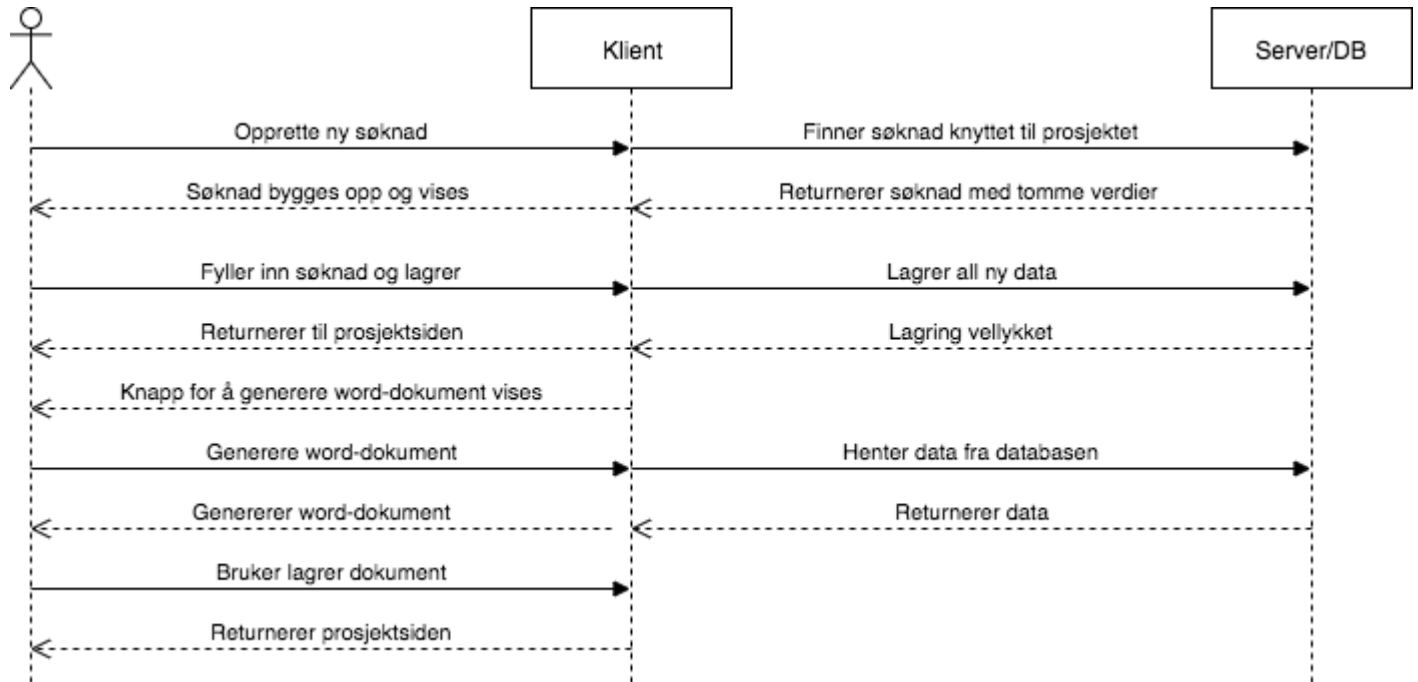 Klient
Server/DB
Opprette ny søknad
Finner søknad knyttet til prosjektet
Søknad bygges opp og vises
Returnerer søknad med tomme verdier
Fyller inn søknad og lagrer
Lagrer all ny data
Returnerer til prosjektsiden
Lagring vellykket
Knapp for å generere word-dokument vises
Generere word-dokument
Henter data fra databasen
Genererer word-dokument
Returnerer data
Bruker lagrer dokument
Returnerer prosjektsiden